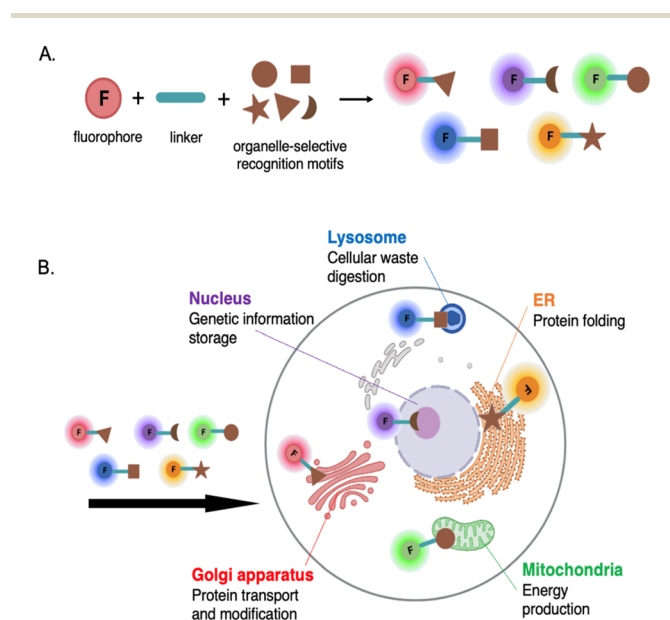 A.
F
+
+
fluorophore
linker
organelle-selective
recognition motifs
F
F
F
F
F
B.
Lysosome
Cellular waste
digestion
Nucleus
Genetic information
storage
ER
Protein folding
F
F
F
F
F
F
F
F
F
F
Golgi apparatus
Protein transport
and modification
Mitochondria
Energy
production